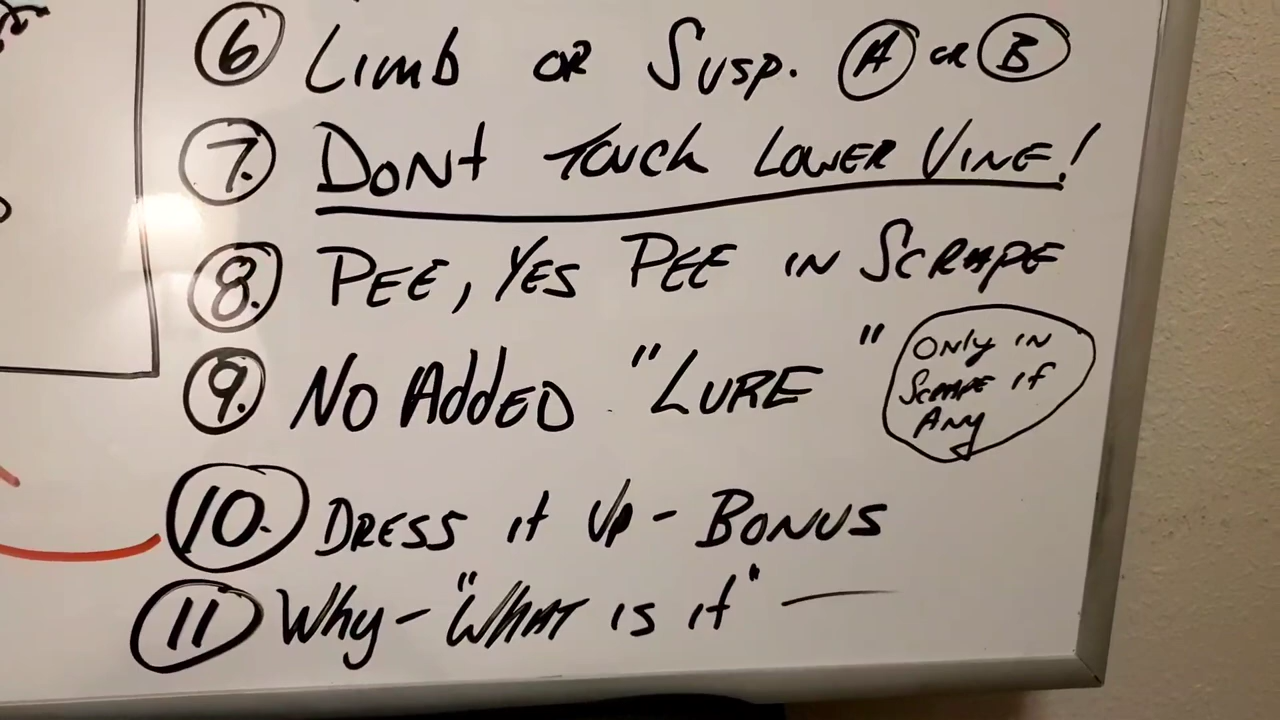 6 Limb OR Susp. A OR B
7. DONt TOUCH LOWER VINE!
8. PEE, YES PEE IN SCRAPE
9. NO AddED "LURE" ONly IN
SCRAPE If
ANy
10. DRESS it UP - BONUS
11 Why - "WHAT IS it" —